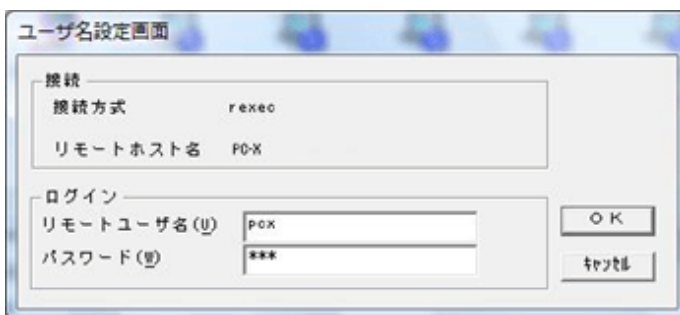 ユーザ名設定画面
接続
接続方式 rexec
リモートホスト名 PC-X
ログイン
リモートユーザ名(U) pcx
パスワード(W) ***
ＯＫ
ｷｬﾝｾﾙ